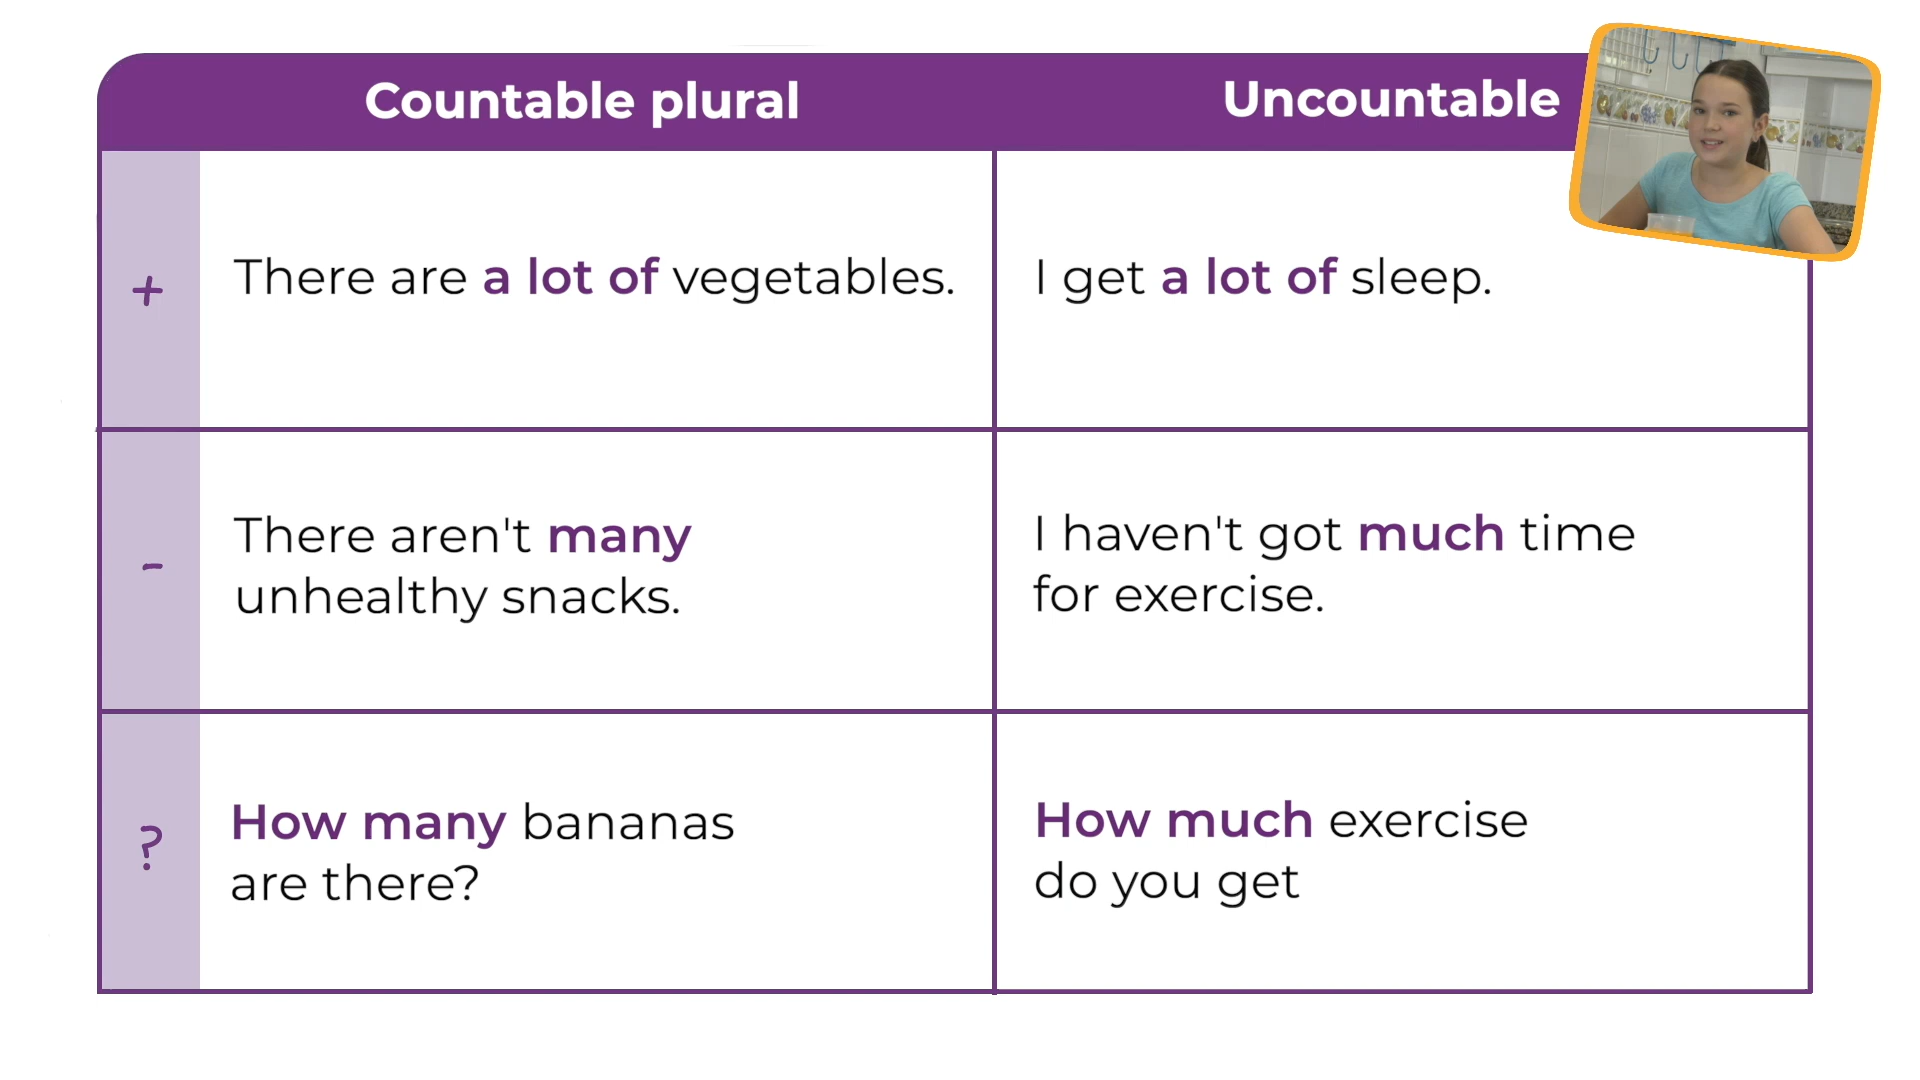 Countable plural
Uncountable
+
There are a lot of vegetables.
I get a lot of sleep.
-
There aren't many
unhealthy snacks.
I haven't got much time
for exercise.
?
How many bananas
are there?
How much exercise
do you get